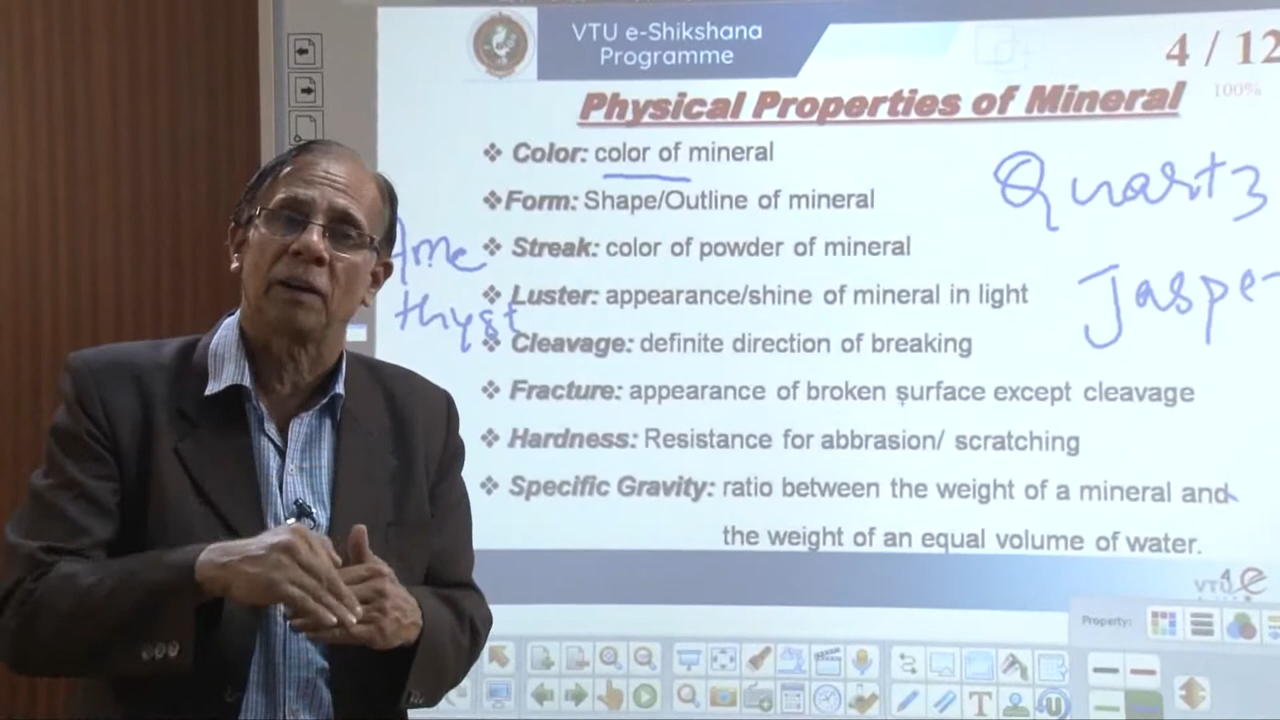 VTU e-Shikshana
Programme
4 / 12
100%
Physical Properties of Mineral
❖ Color: color of mineral
❖ Form: Shape/Outline of mineral
❖ Streak: color of powder of mineral
❖ Luster: appearance/shine of mineral in light
❖ Cleavage: definite direction of breaking
❖ Fracture: appearance of broken surface except cleavage
❖ Hardness: Resistance for abbrasion/ scratching
❖ Specific Gravity: ratio between the weight of a mineral and
the weight of an equal volume of water.
Quartz
Jaspe
Ame
thyst
4
VTU e
Property: